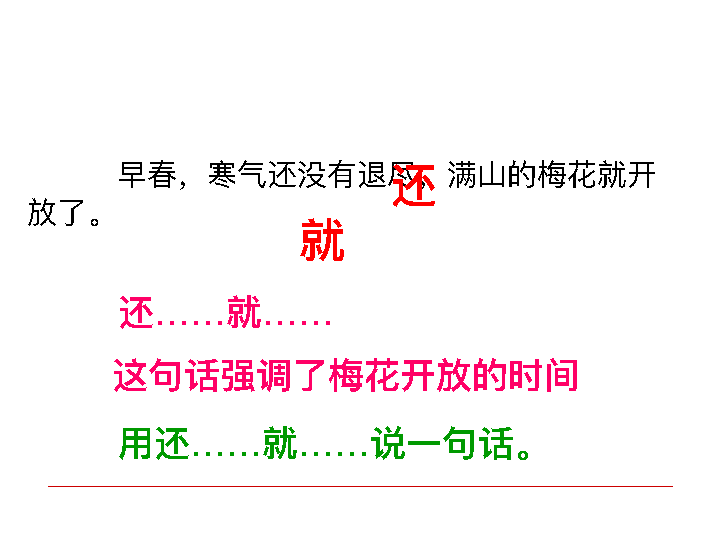 早春，寒气还没有退尽，满山的梅花就开
放了。
还
就
还……就……
这句话强调了梅花开放的时间
用还……就……说一句话。